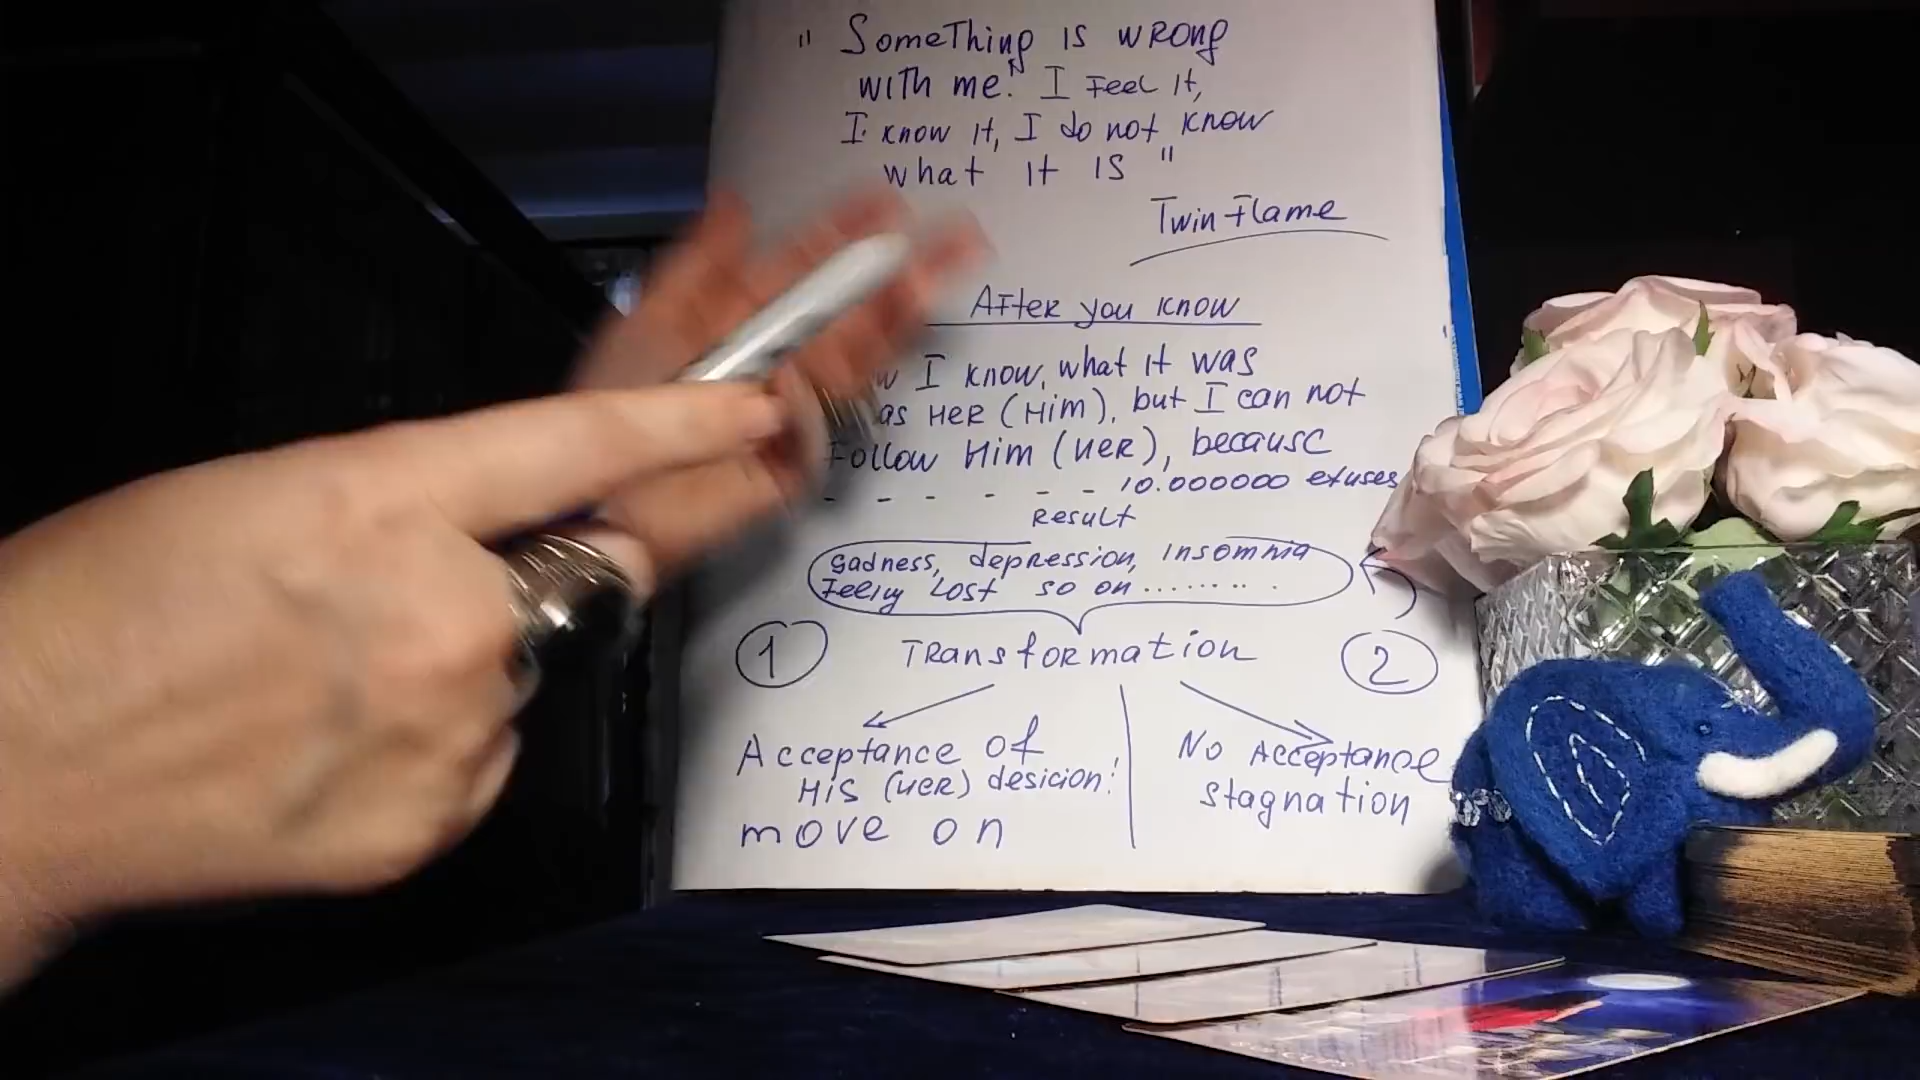 " Something is wrong
with me." I Feel it,
I know it, I do not know
what it is "
Twin Flame
After you know
I know, what it was
as HER (Him), but I can not
Follow Him (HER), because
- - - - - - 10.000000 exuses
Result
sadness, depression, insomnia
Feeliy Lost so on .........
1 Transformation 2
Acceptance of
His (HER) desicion!
move on
No Acceptance
Stagnation